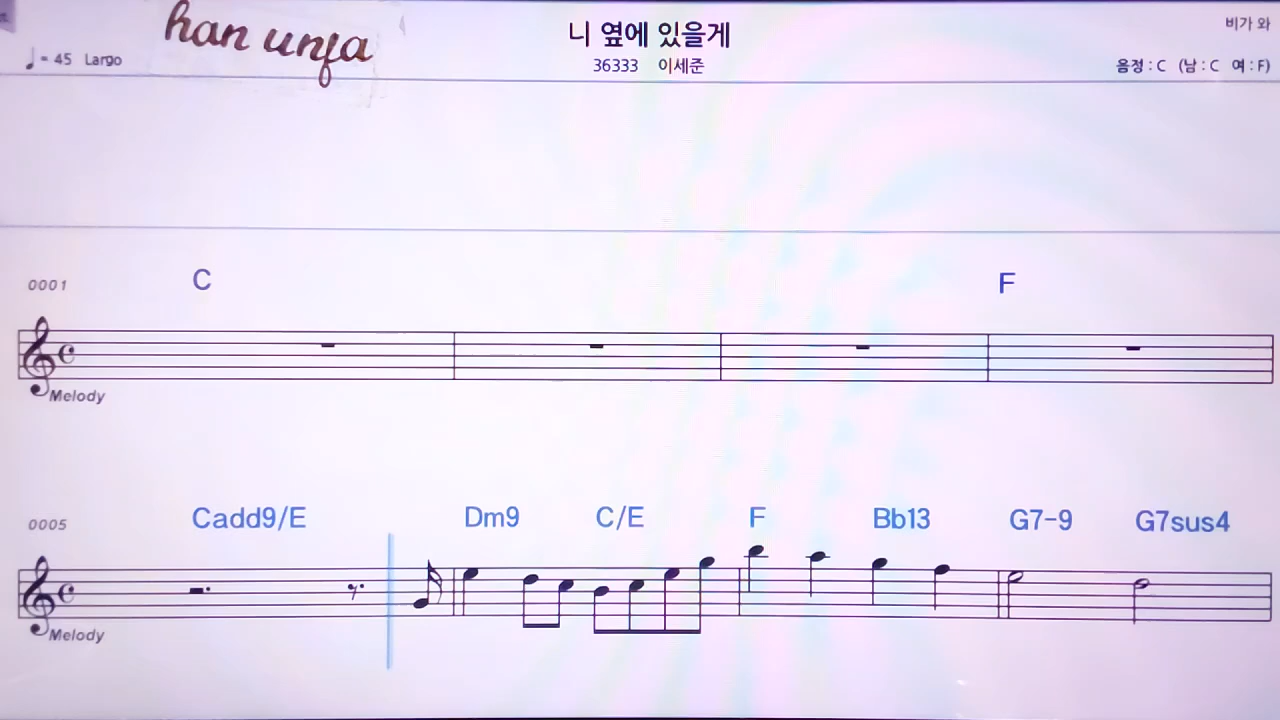 han unfa
니 옆에 있을게
비가 와
♩= 45 Largo
36333 이세준
음정 : C (남 : C 여 : F)
0001 C F
Melody
0005 Cadd9/E Dm9 C/E F Bb13 G7-9 G7sus4
Melody